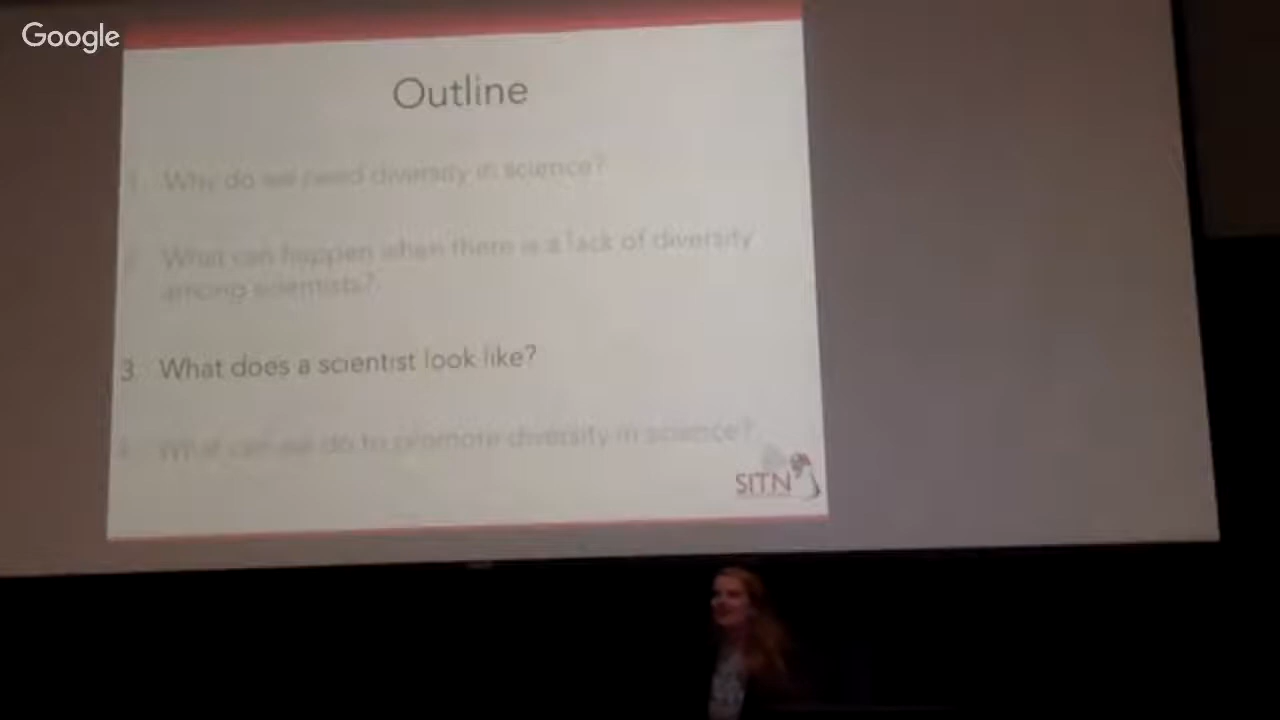 Google
Outline
1. Why do we need diversity in science?
2. What can happen when there is a lack of diversity
among scientists?
3. What does a scientist look like?
4. What can we do to promote diversity in science?
SITN